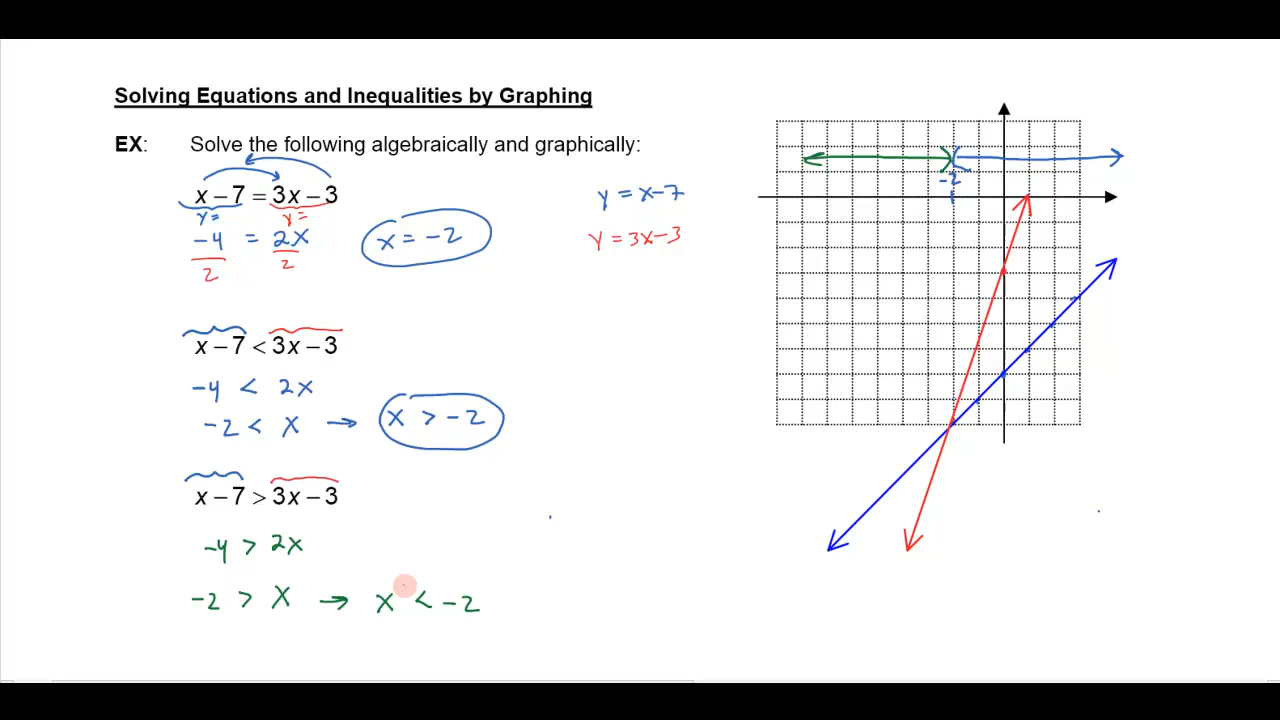 Solving Equations and Inequalities by Graphing
EX: Solve the following algebraically and graphically:
x − 7 = 3x − 3
y = y =
−4 = 2x
2 2
x = −2
y = x−7
y = 3x−3
x − 7 < 3x − 3
−4 < 2x
−2 < x → x > −2
x − 7 > 3x − 3
−4 > 2x
−2 > x → x < −2
−2